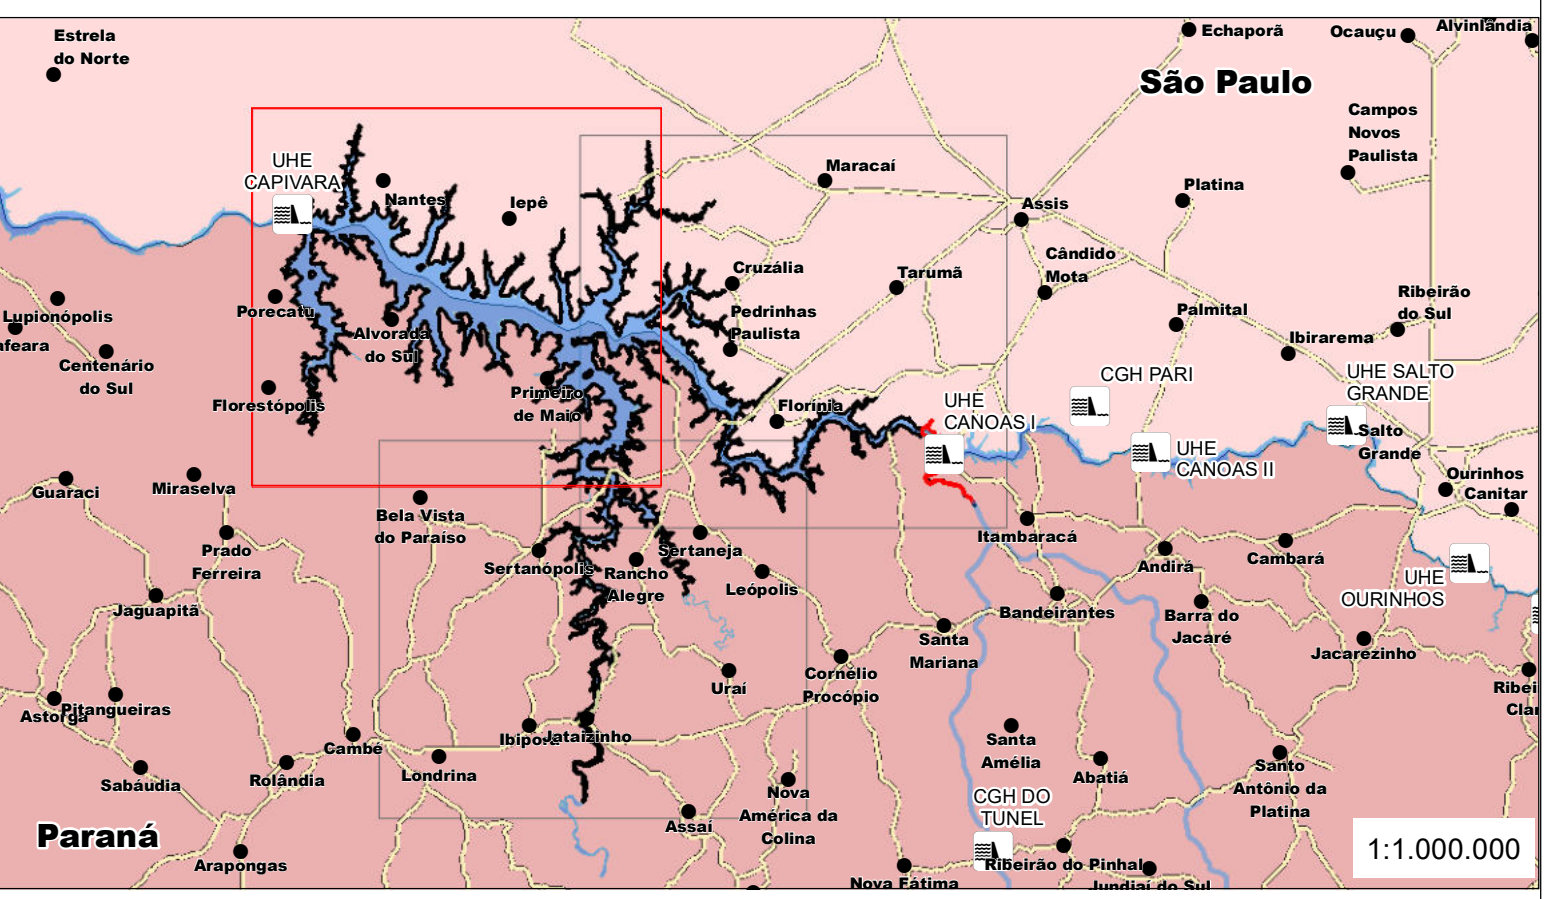 Estrela
do Norte
Echaporã
Ocauçu
Alvinlândia
São Paulo
Campos
Novos
Paulista
UHE
CAPIVARA
Nantes
Iepê
Maracaí
Platina
Assis
Cândido
Mota
Cruzália
Tarumã
Pedrinhas
Paulista
Palmital
Ribeirão
do Sul
Ibirarema
Lupionópolis
afeara
Centenário
do Sul
Porecatu
Alvorada
do Sul
Florestópolis
Primeiro
de Maio
Florínia
UHE
CANOAS I
CGH PARI
UHE SALTO
GRANDE
Salto
Grande
UHE
CANOAS II
Ourinhos
Canitar
Guaraci
Miraselva
Bela Vista
do Paraíso
Prado
Ferreira
Sertanópolis
Sertaneja
Rancho
Alegre
Leópolis
Itambaracá
Andirá
Cambará
UHE
OURINHOS
Jaguapitã
Bandeirantes
Barra do
Jacaré
Santa
Mariana
Jacarezinho
Cornélio
Procópio
Uraí
Ribei
Clar
Astorga
Pitangueiras
Cambé
Ibiporã
Jataizinho
Santa
Amélia
Abatiá
Santo
Antônio da
Platina
Sabáudia
Rolândia
Londrina
Nova
América da
Colina
Assaí
CGH DO
TUNEL
Paraná
Arapongas
Nova Fátima
Ribeirão do Pinhal
Jundiaí do Sul
1:1.000.000